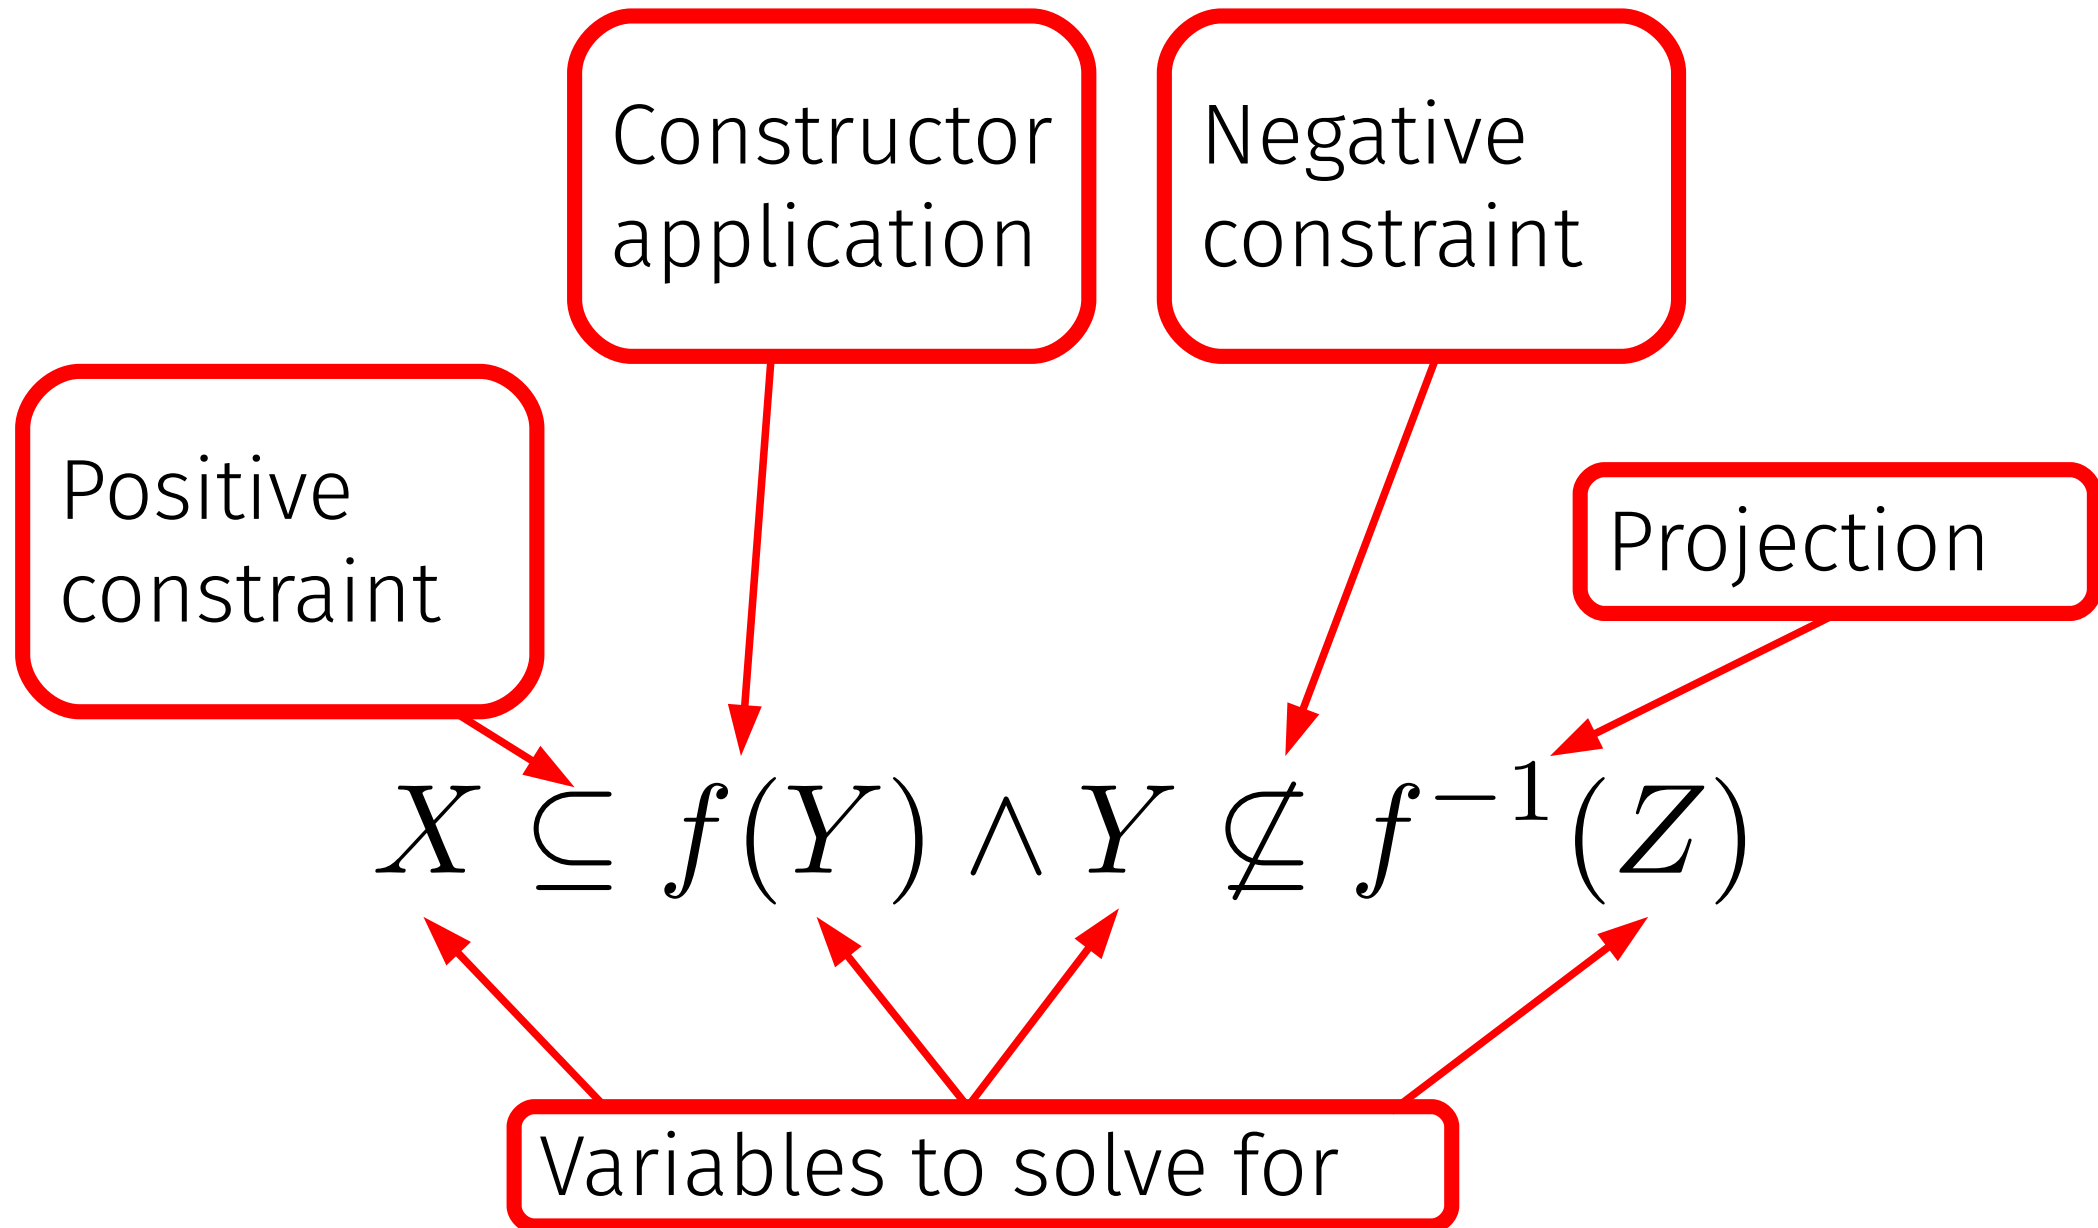 Constructor
application
Negative
constraint
Positive
constraint
Projection
X ⊆ f(Y) ∧ Y ⊈ f⁻¹(Z)
Variables to solve for